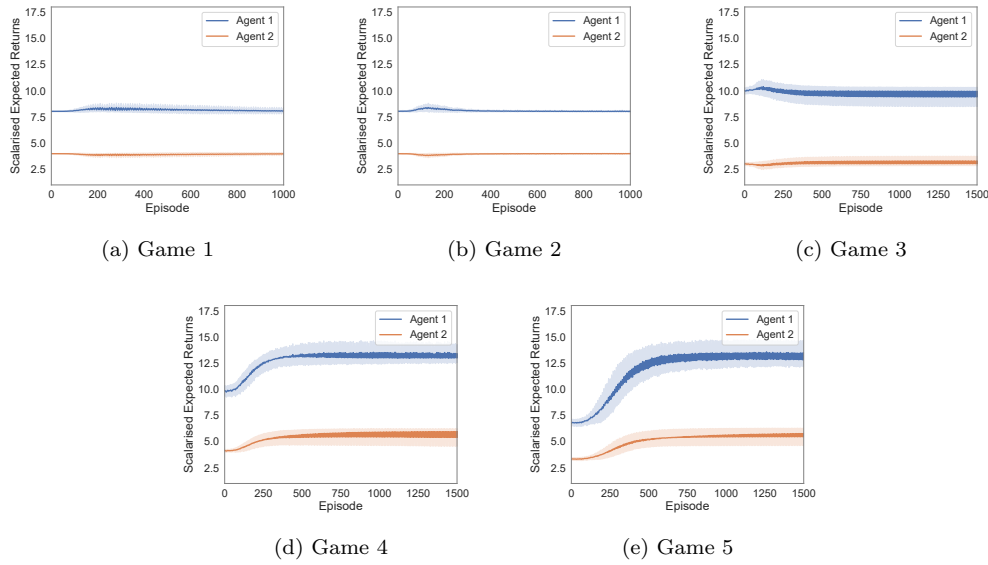 17.5
15.0
12.5
10.0
7.5
5.0
2.5
Scalarised Expected Returns
Agent 1
Agent 2
0 200 400 600 800 1000
Episode
(a) Game 1
17.5
15.0
12.5
10.0
7.5
5.0
2.5
Scalarised Expected Returns
Agent 1
Agent 2
0 200 400 600 800 1000
Episode
(b) Game 2
17.5
15.0
12.5
10.0
7.5
5.0
2.5
Scalarised Expected Returns
Agent 1
Agent 2
0 250 500 750 1000 1250 1500
Episode
(c) Game 3
17.5
15.0
12.5
10.0
7.5
5.0
2.5
Scalarised Expected Returns
Agent 1
Agent 2
0 250 500 750 1000 1250 1500
Episode
(d) Game 4
17.5
15.0
12.5
10.0
7.5
5.0
2.5
Scalarised Expected Returns
Agent 1
Agent 2
0 250 500 750 1000 1250 1500
Episode
(e) Game 5